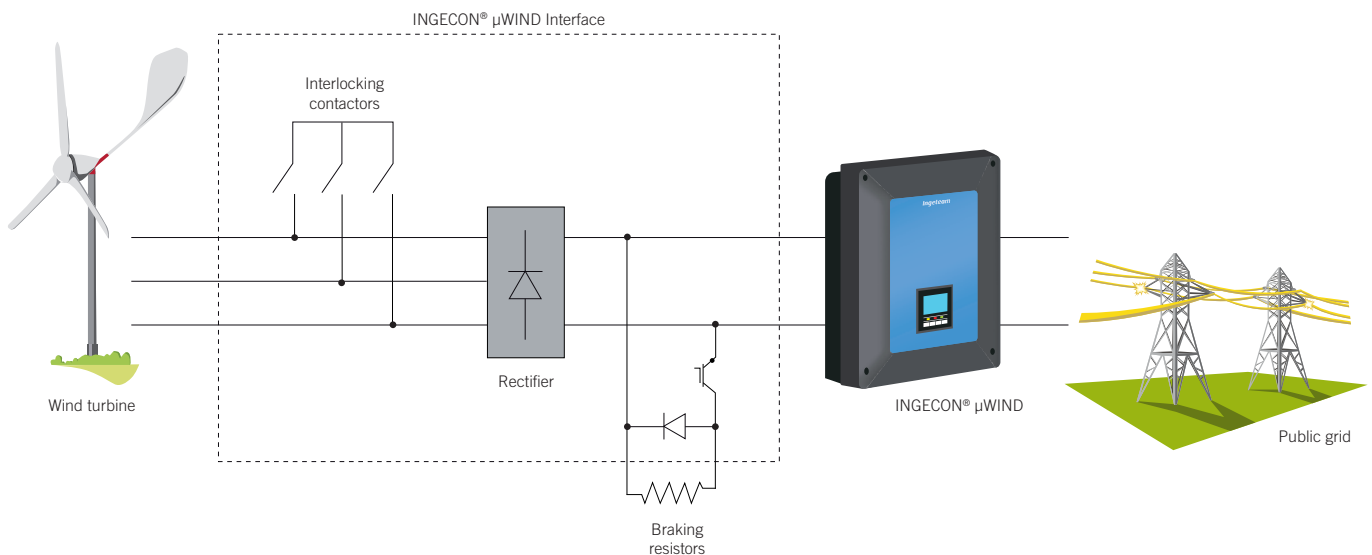 INGECON® µWIND Interface
Interlocking
contactors
Ingeteam
Rectifier
Wind turbine
INGECON® µWIND
Public grid
Braking
resistors